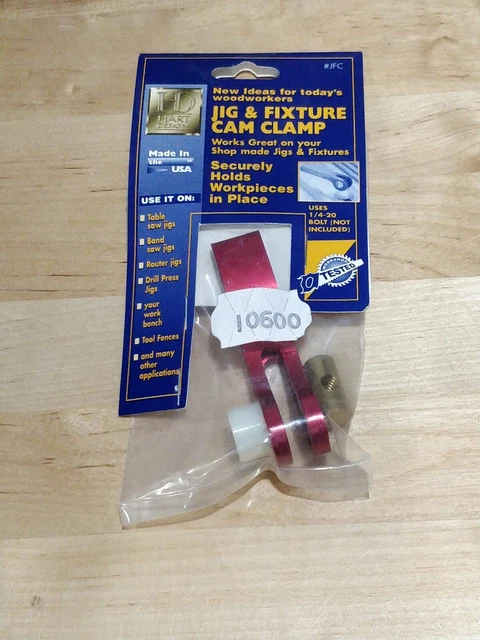 #JFC
HD
HART
DESIGN
New Ideas for today's
woodworkers
JIG & FIXTURE
CAM CLAMP
Works Great on your
Shop made Jigs & Fixtures
Made In
the
USA
Securely
Holds
Workpieces
in Place
USES
1/4-20
BOLT (NOT
INCLUDED)
USE IT ON:
Table
saw jigs
Band
saw jigs
Router jigs
Drill Press
Jigs
your
work
bench
Tool Fences
and many
other
applications
TESTED
10600